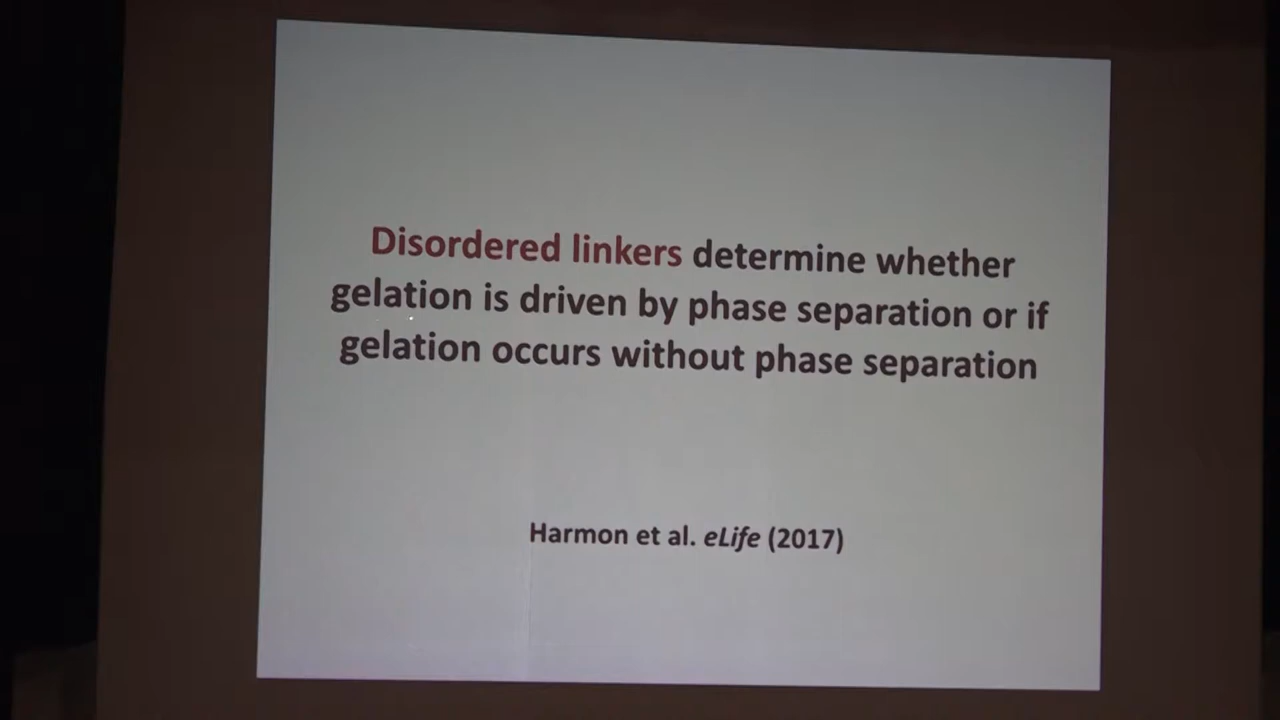 Disordered linkers determine whether
gelation is driven by phase separation or if
gelation occurs without phase separation
Harmon et al. eLife (2017)